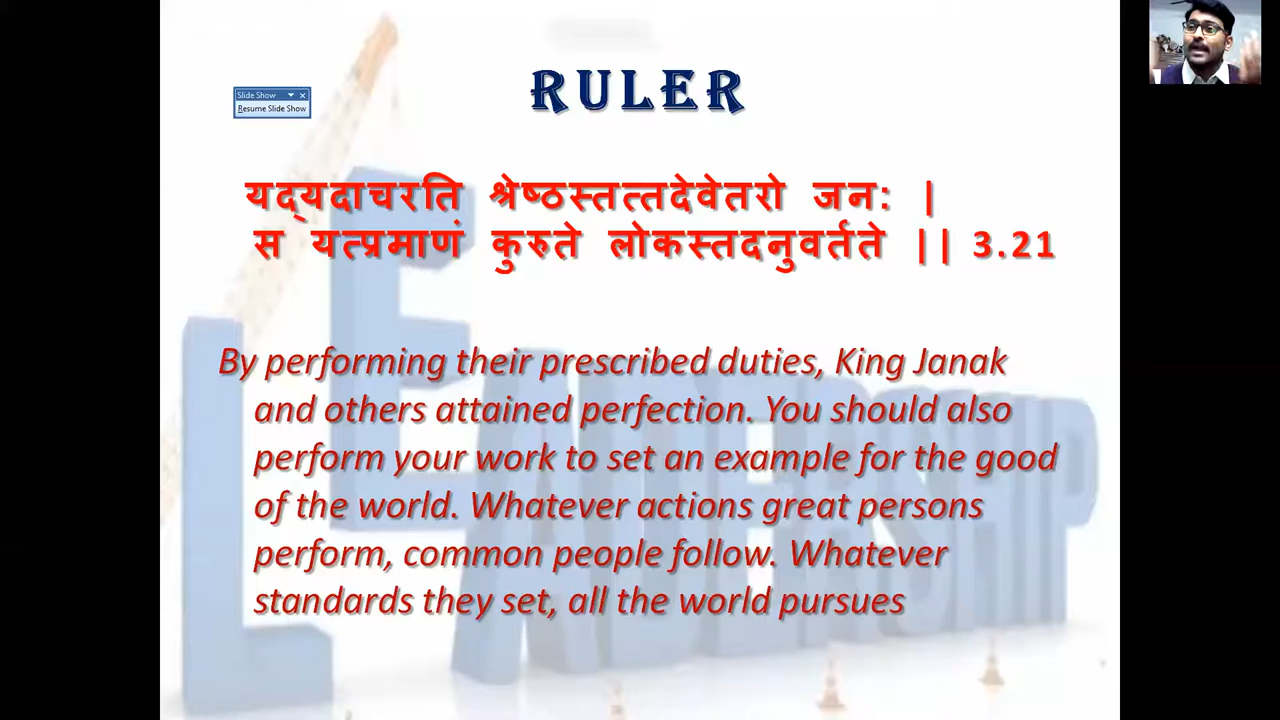 RULER
Slide Show
Resume Slide Show
यद्यदाचरति श्रेष्ठस्तत्तदेवेतरो जनः |
स यत्प्रमाणं कुरुते लोकस्तदनुवर्तते || 3.21
By performing their prescribed duties, King Janak
and others attained perfection. You should also
perform your work to set an example for the good
of the world. Whatever actions great persons
perform, common people follow. Whatever
standards they set, all the world pursues
LEADERSHIP